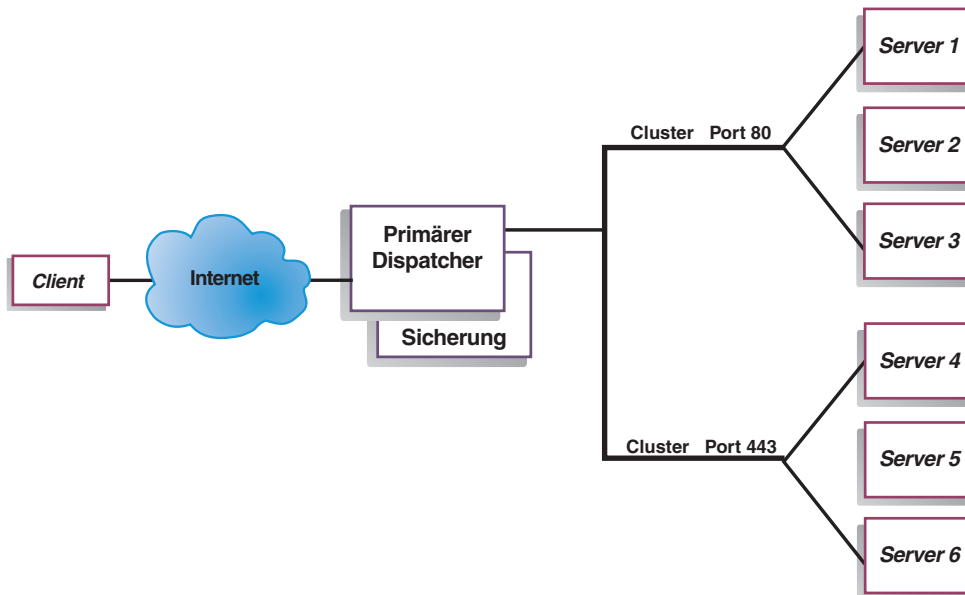 Client
Internet
Primärer
Dispatcher
Sicherung
Cluster Port 80
Server 1
Server 2
Server 3
Cluster Port 443
Server 4
Server 5
Server 6